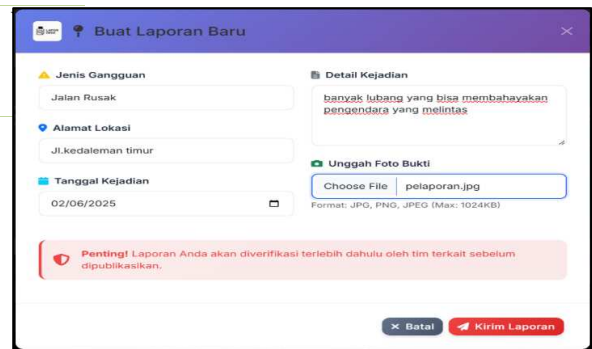 Buat Laporan Baru
Jenis Gangguan
Jalan Rusak
Alamat Lokasi
Jl.kedaleman timur
Tanggal Kejadian
02/06/2025
Detail Kejadian
banyak lubang yang bisa membahayakan
pengendara yang melintas
Unggah Foto Bukti
Choose File pelaporan.jpg
Format: JPG, PNG, JPEG (Max: 1024KB)
Penting! Laporan Anda akan diverifikasi terlebih dahulu oleh tim terkait sebelum
dipublikasikan.
× Batal
Kirim Laporan